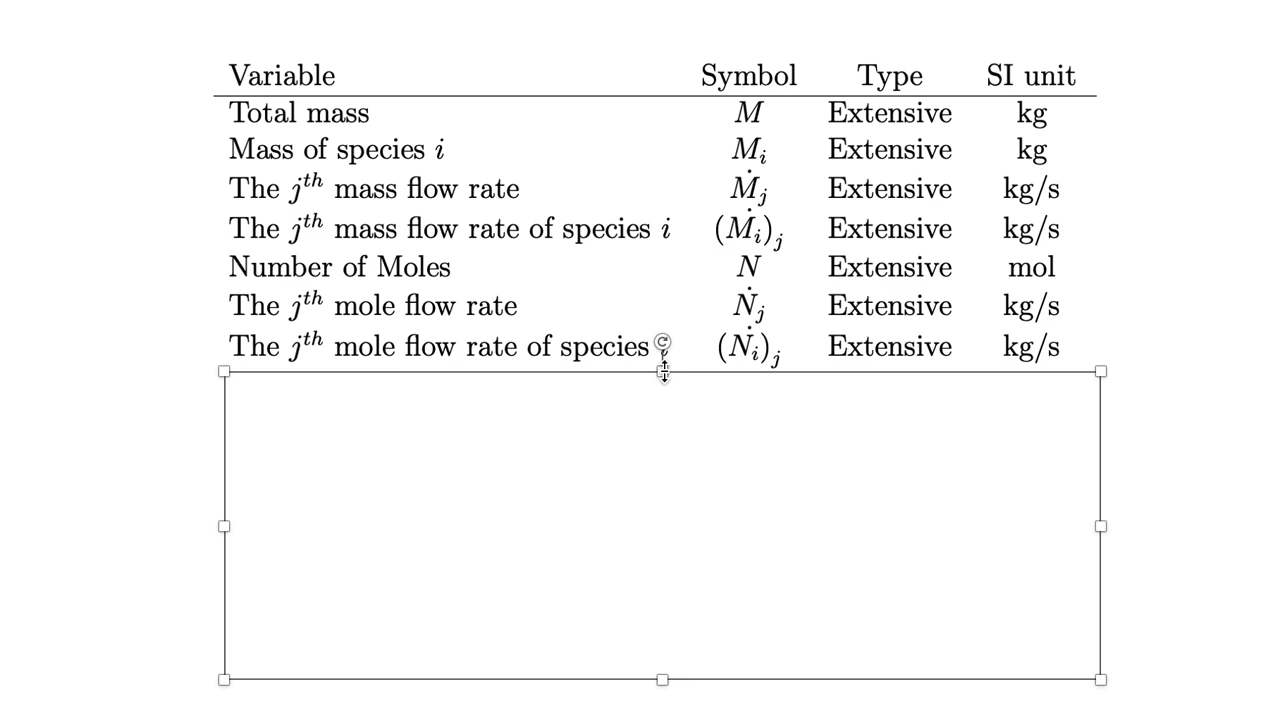 Variable Symbol Type SI unit
Total mass M Extensive kg
Mass of species i M_i Extensive kg
The j^{th} mass flow rate Ṁ_j Extensive kg/s
The j^{th} mass flow rate of species i (Ṁ_i)_j Extensive kg/s
Number of Moles N Extensive mol
The j^{th} mole flow rate Ṅ_j Extensive kg/s
The j^{th} mole flow rate of species (Ṅ_i)_j Extensive kg/s